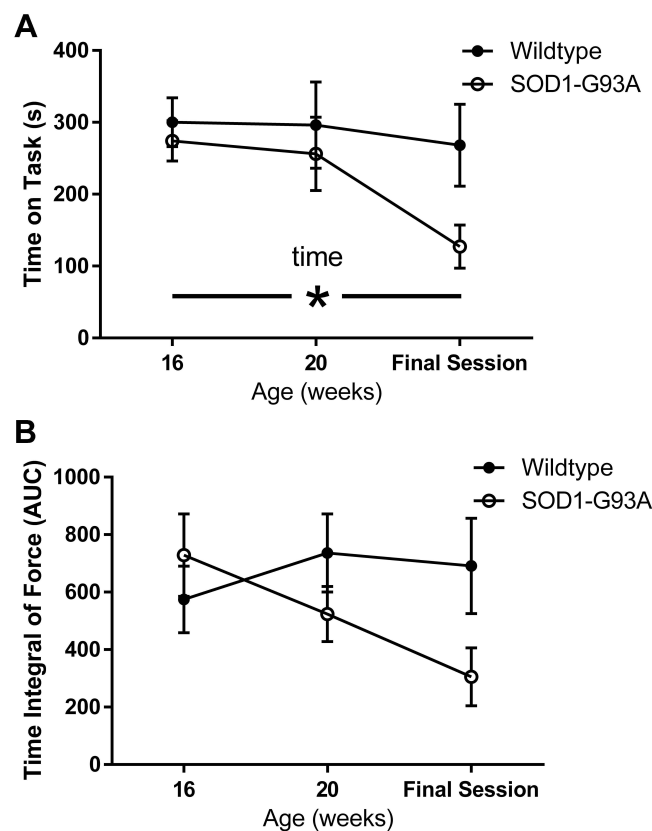 A
Wildtype
SOD1-G93A
400
300
200
100
0
Time on Task (s)
time
*
16 20 Final Session
Age (weeks)
B
Wildtype
SOD1-G93A
1000
800
600
400
200
0
Time Integral of Force (AUC)
16 20 Final Session
Age (weeks)